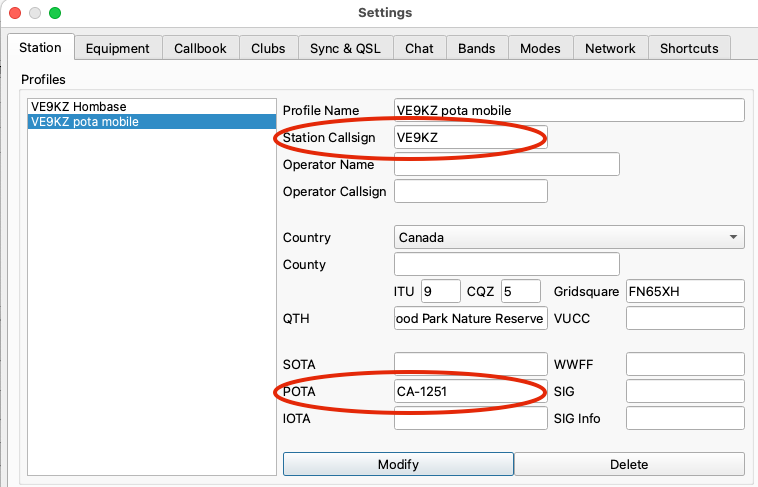 Settings
Station Equipment Callbook Clubs Sync & QSL Chat Bands Modes Network Shortcuts
Profiles
VE9KZ Hombase
VE9KZ pota mobile
Profile Name VE9KZ pota mobile
Station Callsign VE9KZ
Operator Name
Operator Callsign
Country Canada
County
ITU 9 CQZ 5 Gridsquare FN65XH
QTH ood Park Nature Reserve VUCC
SOTA WWFF
POTA CA-1251 SIG
IOTA SIG Info
Modify Delete